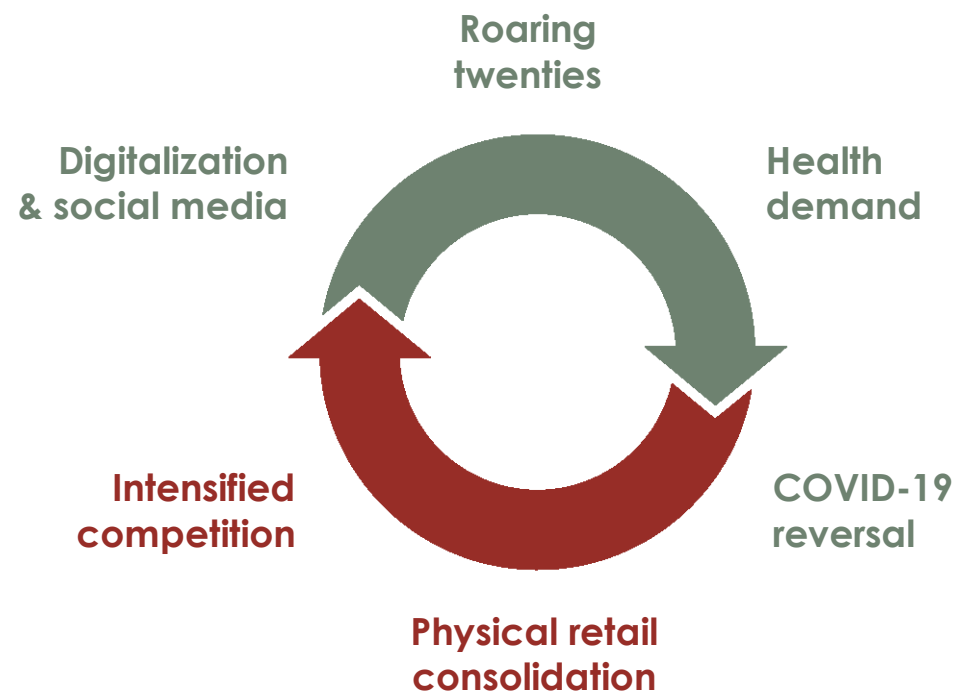 Roaring
twenties
Digitalization
& social media
Health
demand
Intensified
competition
COVID-19
reversal
Physical retail
consolidation